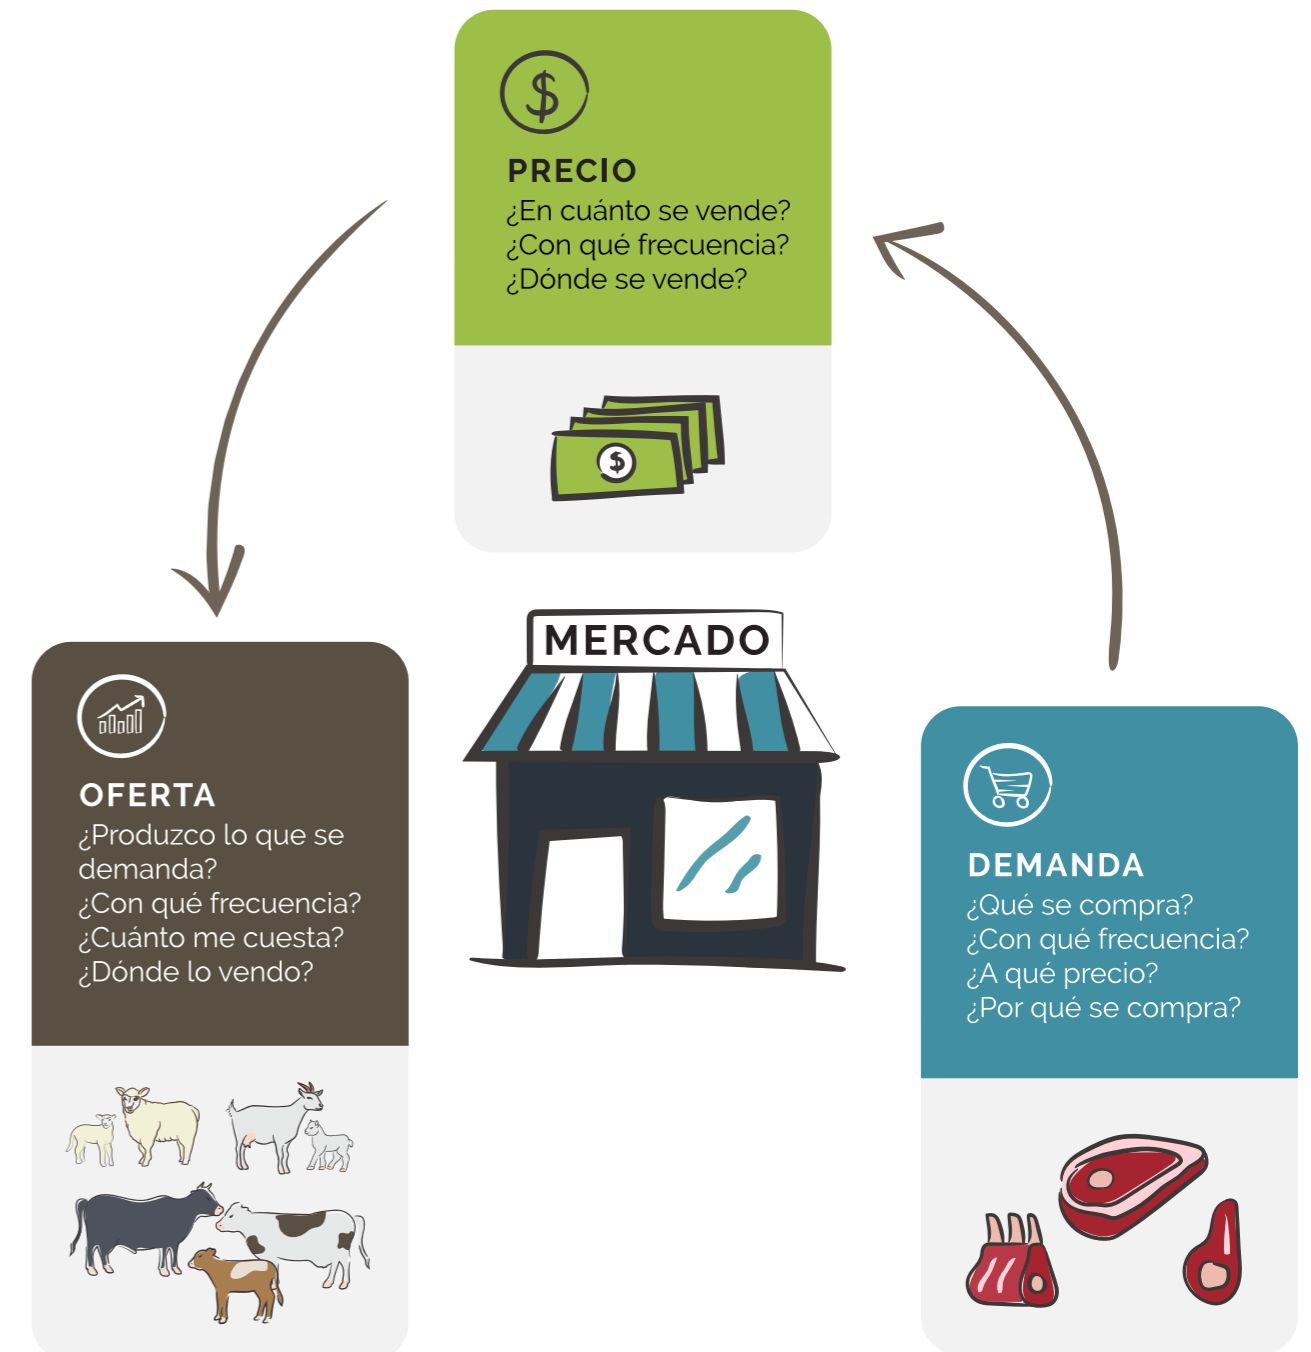 $
PRECIO
¿En cuánto se vende?
¿Con qué frecuencia?
¿Dónde se vende?
$
MERCADO
OFERTA
¿Produzco lo que se
demanda?
¿Con qué frecuencia?
¿Cuánto me cuesta?
¿Dónde lo vendo?
DEMANDA
¿Qué se compra?
¿Con qué frecuencia?
¿A qué precio?
¿Por qué se compra?